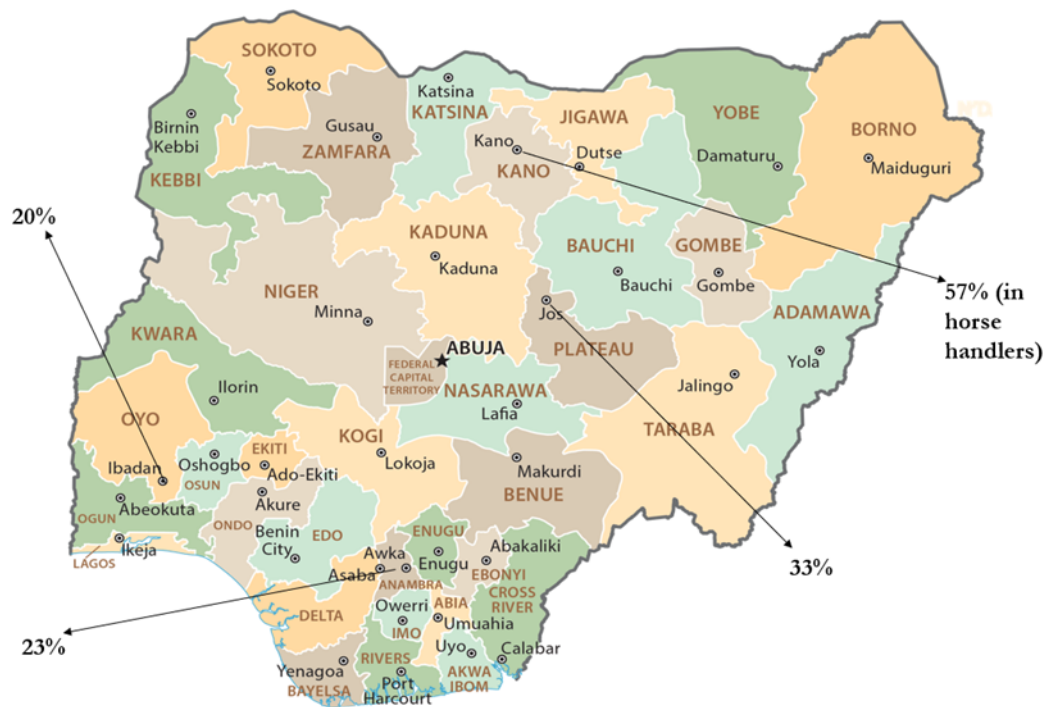 SOKOTO
Sokoto
Katsina
KATSINA
JIGAWA
YOBE
BORNO
Birnin
Kebbi
KEBBI
Gusau
ZAMFARA
Kano
KANO
Dutse
Damaturu
Maiduguri
20%
KADUNA
Kaduna
BAUCHI
Bauchi
GOMBE
Gombe
57% (in
horse
handlers)
NIGER
Minna
Jos
PLATEAU
ADAMAWA
Yola
KWARA
Ilorin
ABUJA
FEDERAL
CAPITAL
TERRITORY
NASARAWA
Lafia
Jalingo
TARABA
OYO
Ibadan
Oshogbo
OSUN
EKITI
Ado-Ekiti
KOGI
Lokoja
Makurdi
BENUE
OGUN
Abeokuta
ONDO
Akure
EDO
Benin
City
LAGOS
Ikeja
ENUGU
Enugu
Abakaliki
EBONYI
CROSS
RIVER
Awka
Asaba
ANAMBRA
33%
23%
DELTA
Owerri
IMO
ABIA
Umuahia
Uyo
AKWA
IBOM
Calabar
Yenagoa
BAYELSA
RIVERS
Port
Harcourt